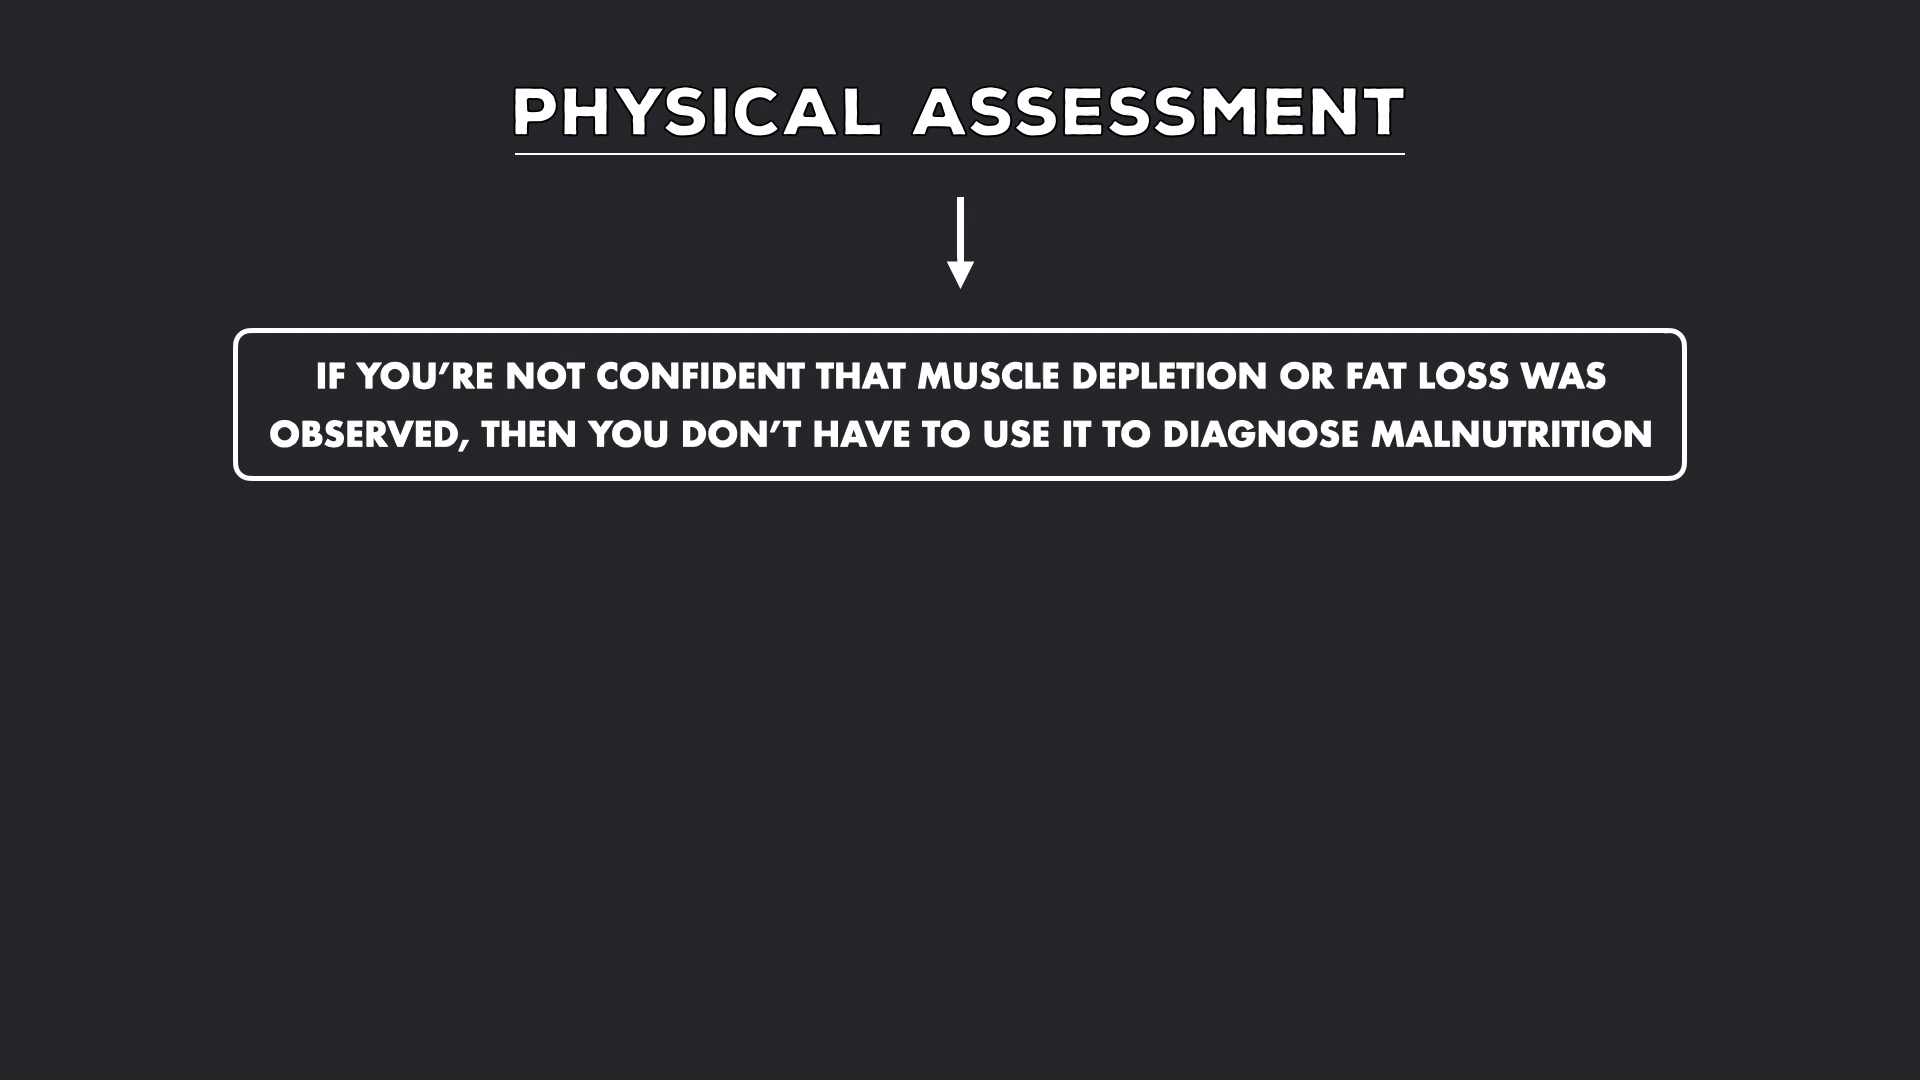 PHYSICAL ASSESSMENT
IF YOU’RE NOT CONFIDENT THAT MUSCLE DEPLETION OR FAT LOSS WAS
OBSERVED, THEN YOU DON’T HAVE TO USE IT TO DIAGNOSE MALNUTRITION